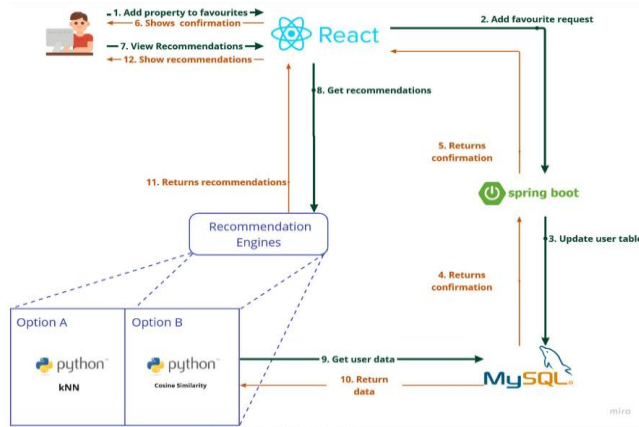 1. Add property to favourites
6. Shows confirmation
7. View Recommendations
12. Show recommendations
React
2. Add favourite request
8. Get recommendations
5. Returns
confirmation
11. Returns recommendations
spring boot
Recommendation
Engines
3. Update user table
4. Returns
confirmation
Option A
Option B
python
python
kNN
Cosine Similarity
9. Get user data
10. Return
data
MySQL
miro